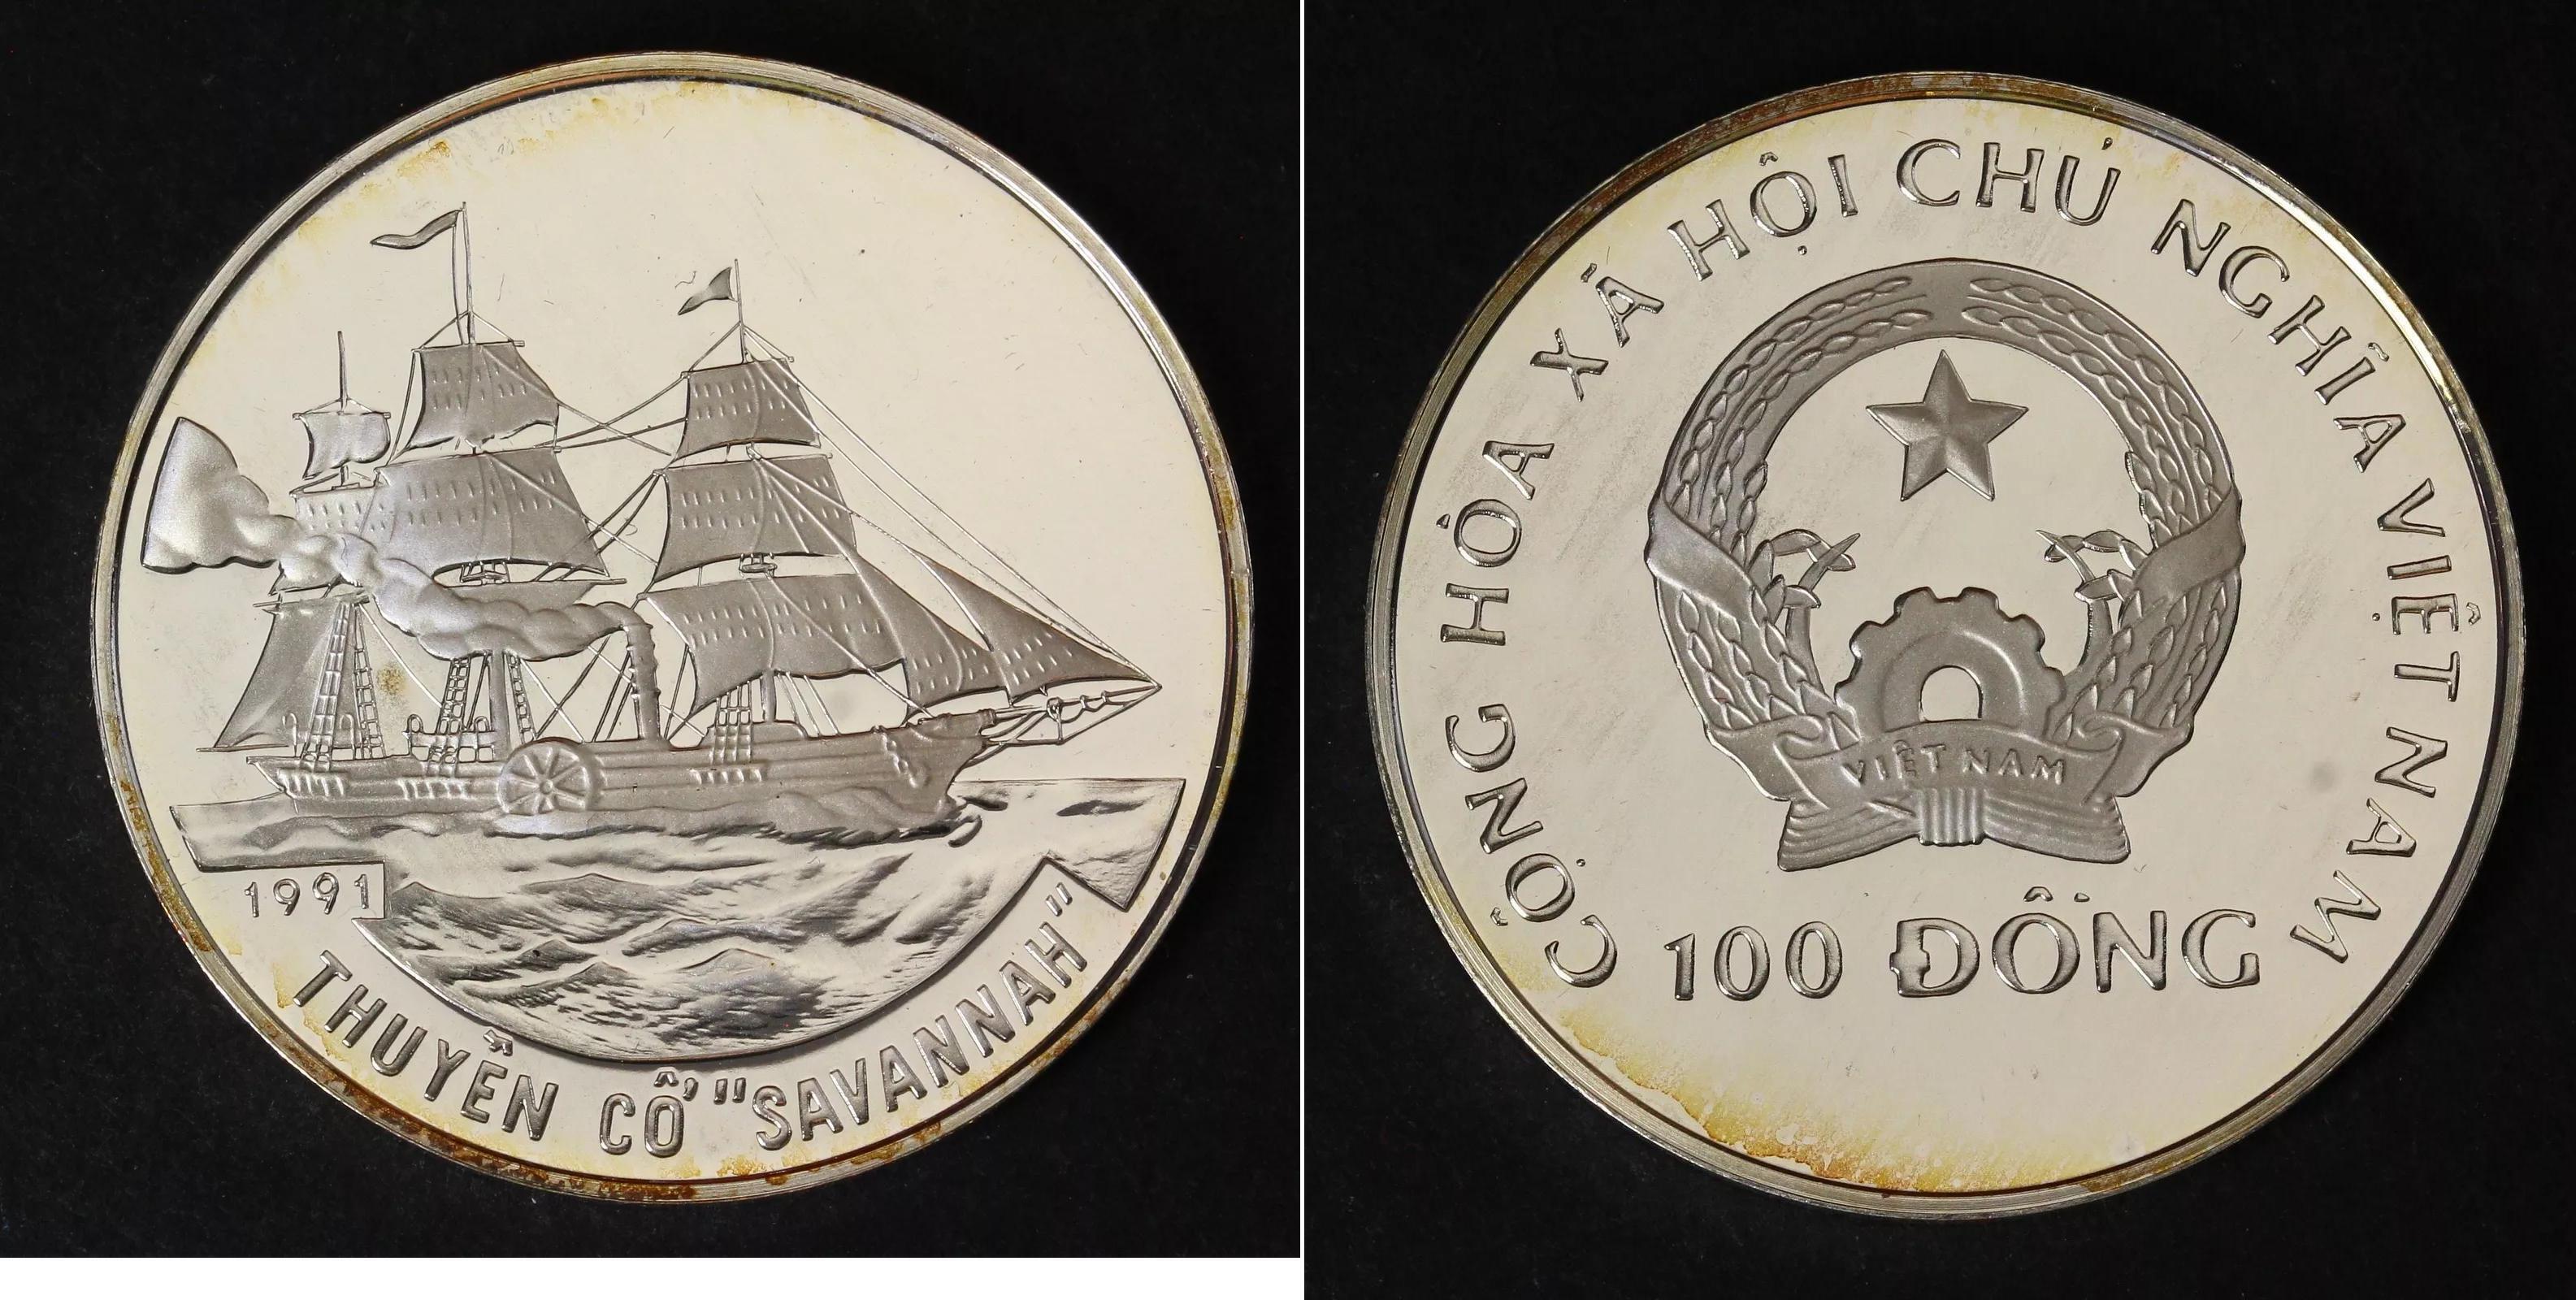 1991
THUYỀN CỔ "SAVANNAH"
CỘNG HÒA XÃ HỘI CHỦ NGHĨA VIỆT NAM
VIỆT NAM
100 ĐỒNG